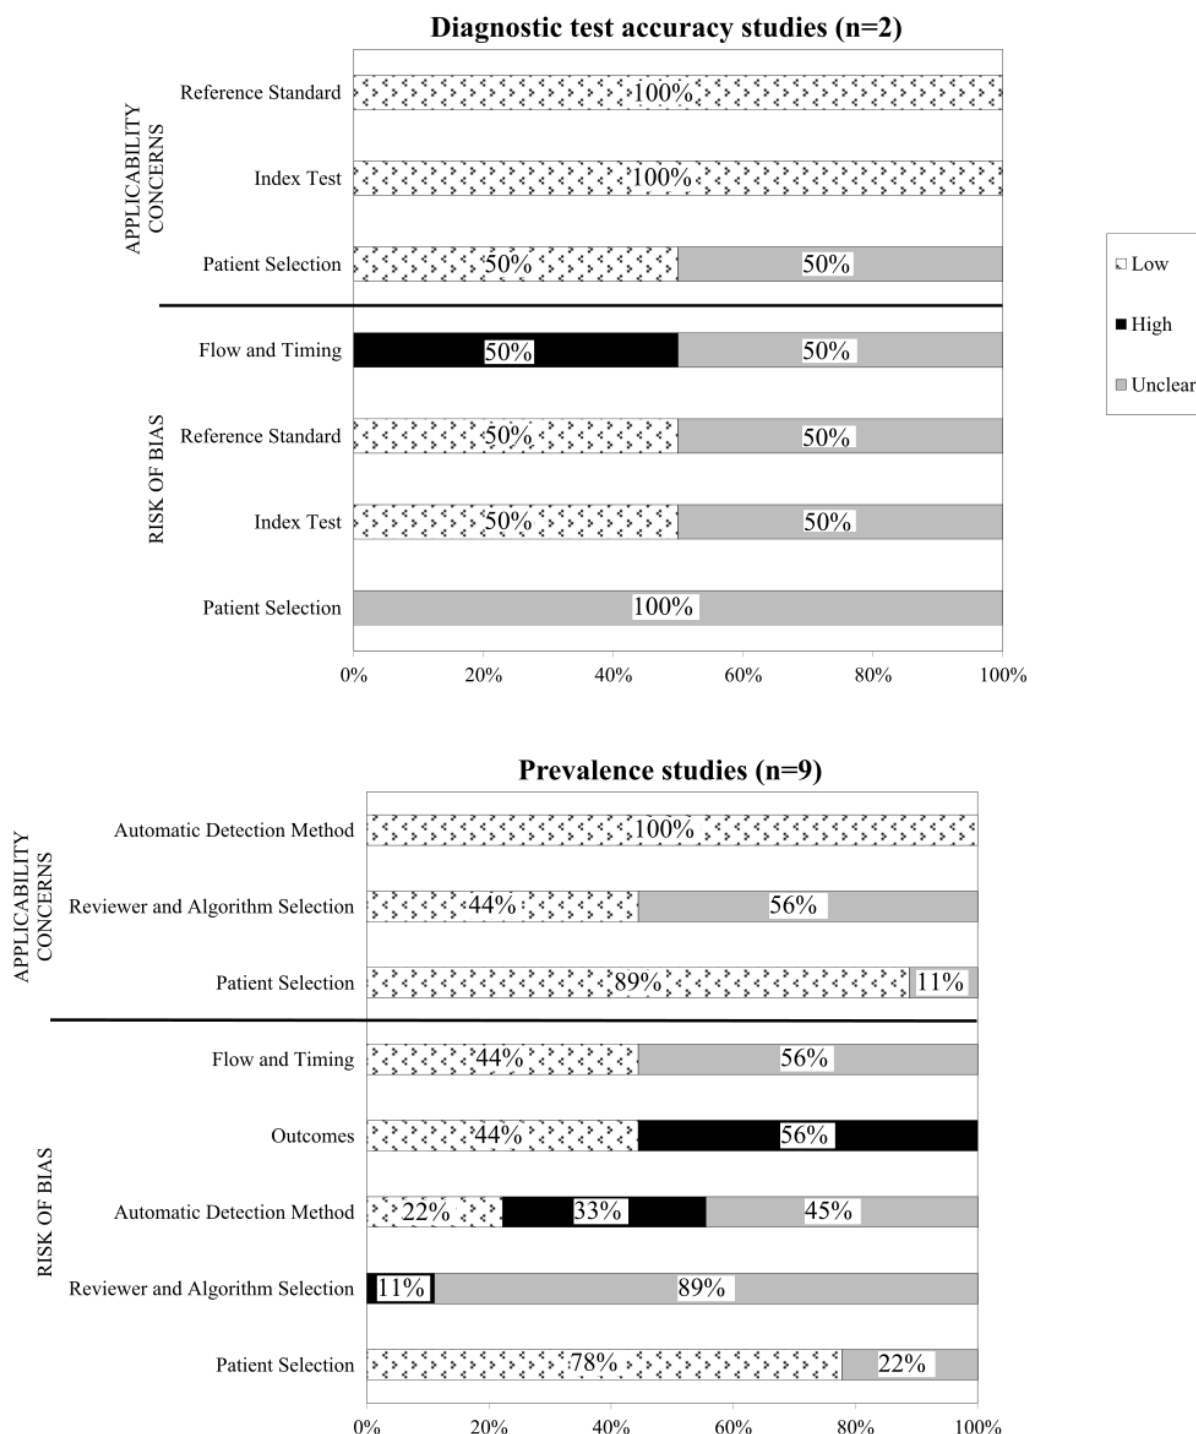 Diagnostic test accuracy studies (n=2)
APPLICABILITY
CONCERNS
Reference Standard
100%
Index Test
100%
Patient Selection
50%
50%
RISK OF BIAS
Flow and Timing
50%
50%
Reference Standard
50%
50%
Index Test
50%
50%
Patient Selection
100%
0%
20%
40%
60%
80%
100%
Low
High
Unclear
Prevalence studies (n=9)
APPLICABILITY
CONCERNS
Automatic Detection Method
100%
Reviewer and Algorithm Selection
44%
56%
Patient Selection
89%
11%
RISK OF BIAS
Flow and Timing
44%
56%
Outcomes
44%
56%
Automatic Detection Method
22%
33%
45%
Reviewer and Algorithm Selection
11%
89%
Patient Selection
78%
22%
0%
20%
40%
60%
80%
100%